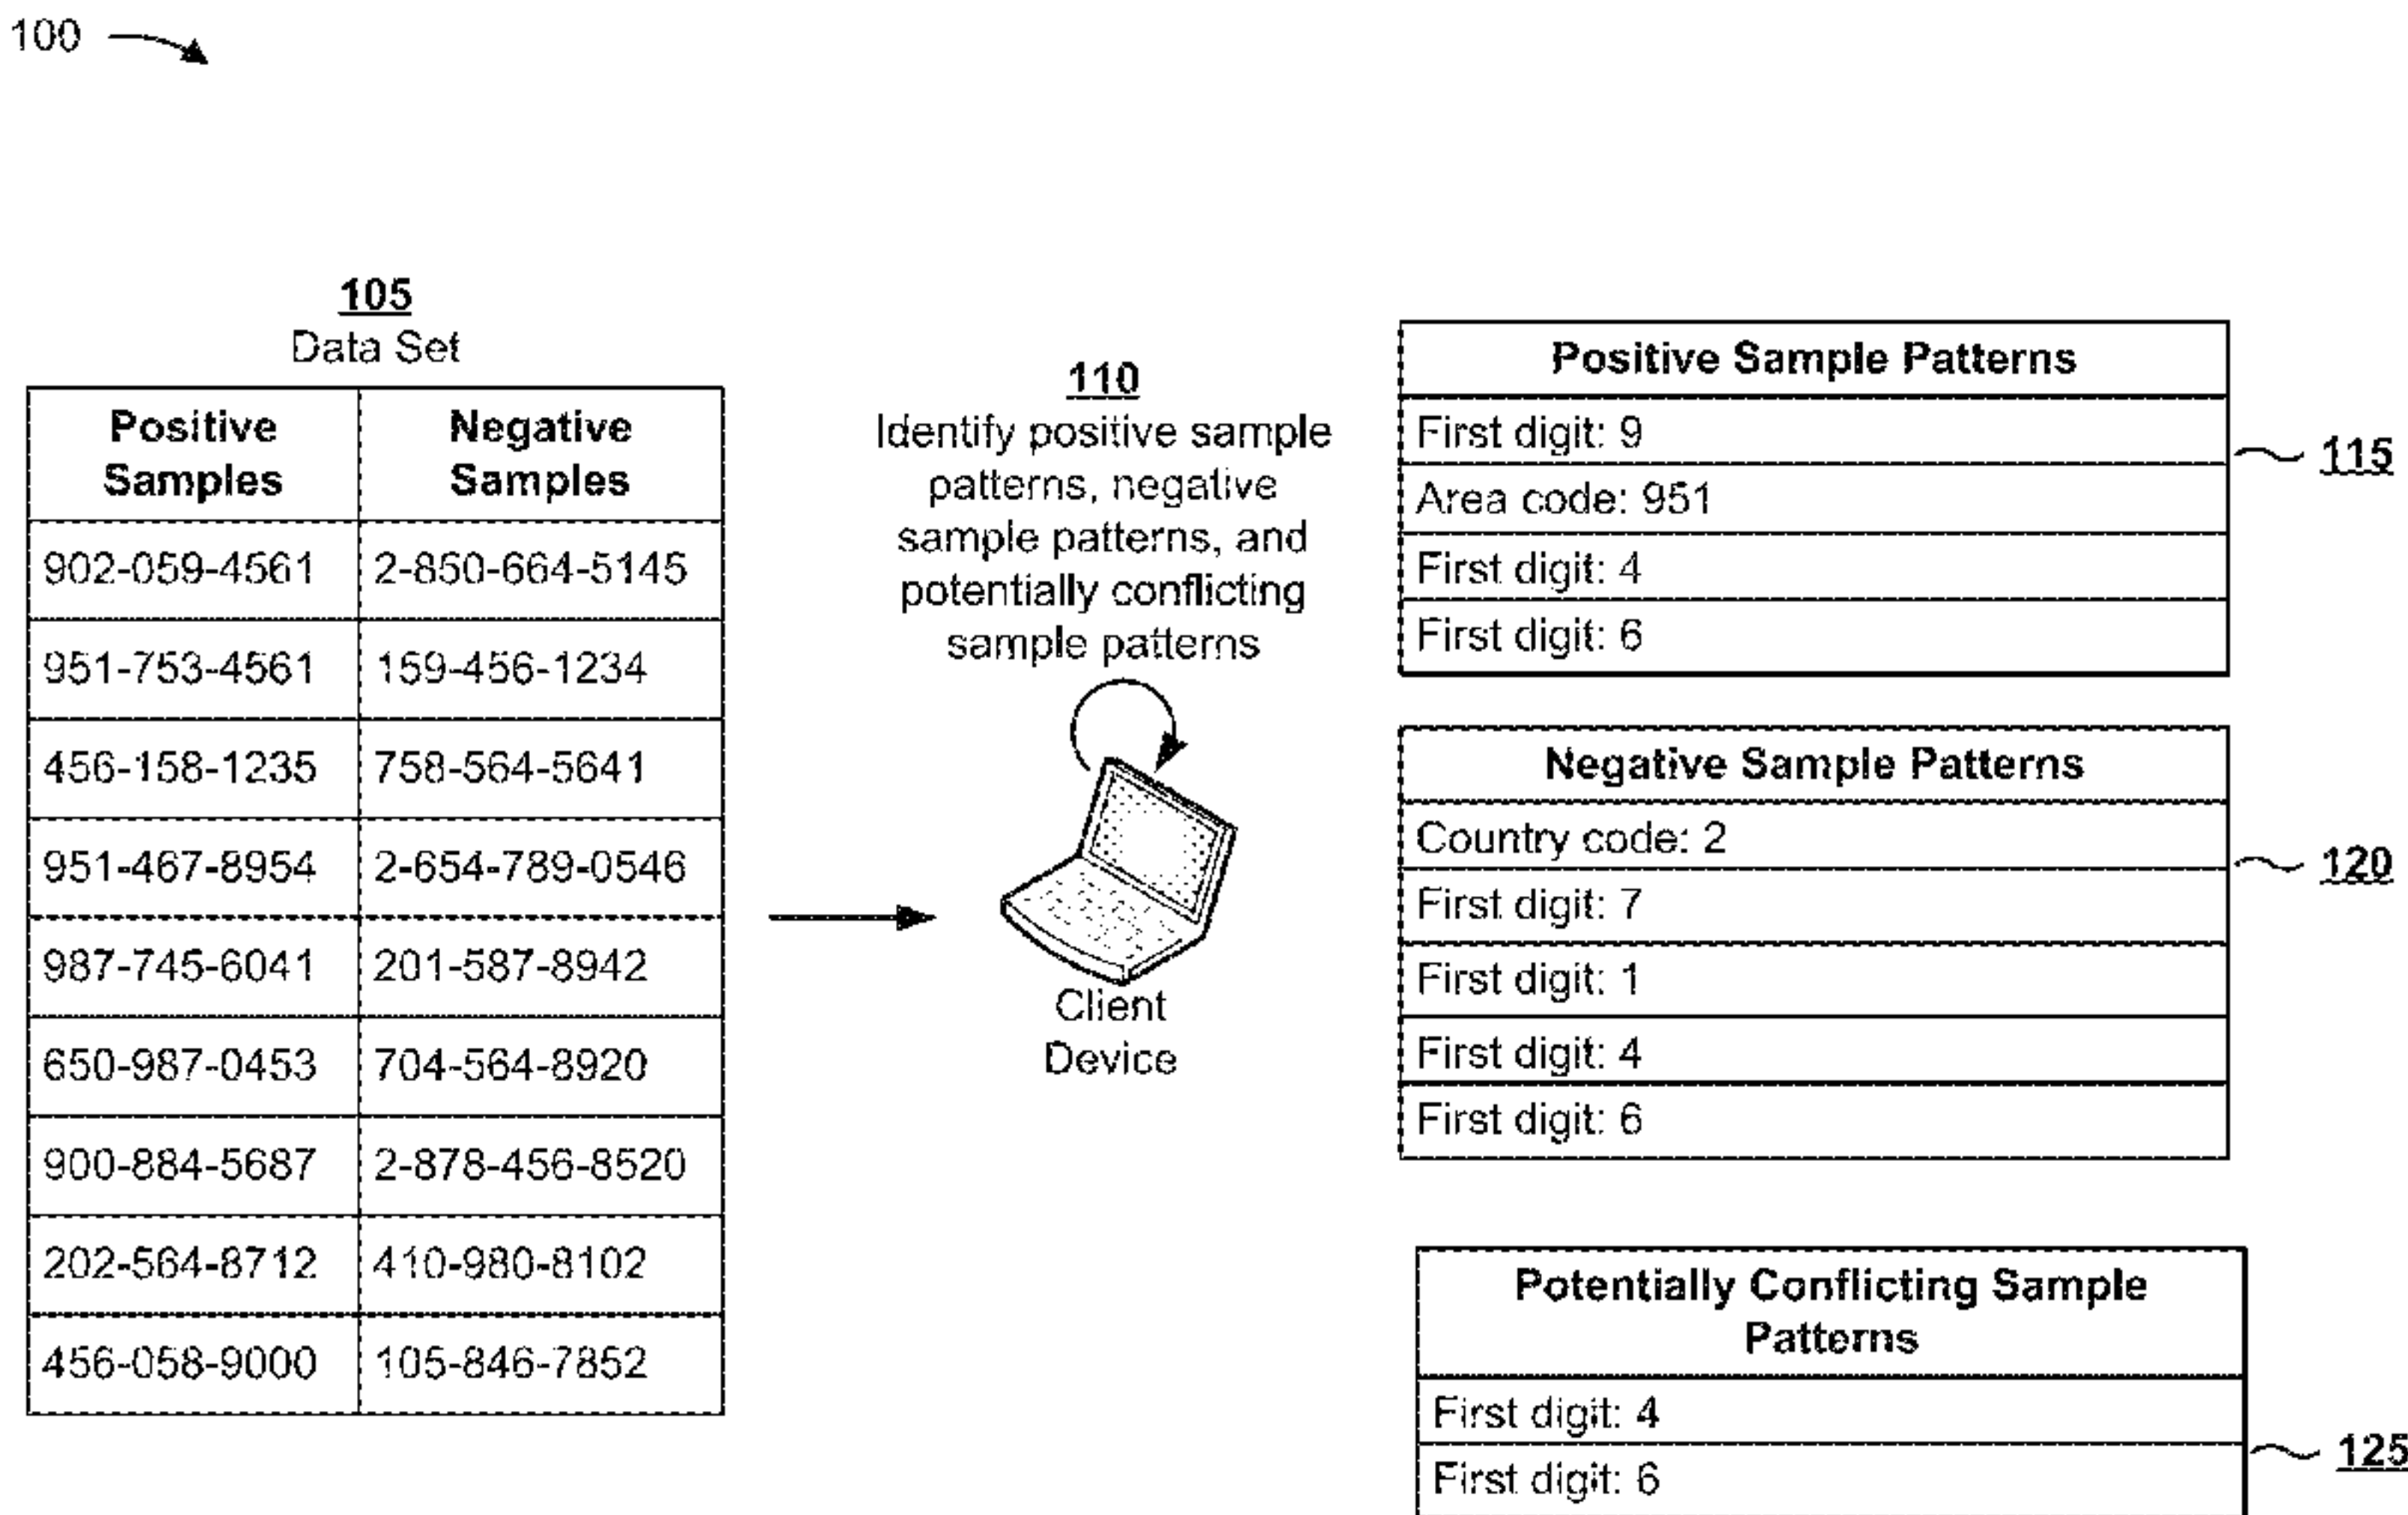 100
105
Data Set
Positive Samples
Negative Samples
902-059-4561 2-850-664-5145
951-753-4561 159-456-1234
456-158-1235 758-564-5641
951-467-8954 2-654-789-0546
987-745-6041 201-587-8942
650-987-0453 704-564-8920
900-884-5687 2-878-456-8520
202-564-8712 410-980-8102
456-058-9000 105-846-7852
110
Identify positive sample
patterns, negative
sample patterns, and
potentially conflicting
sample patterns
Client
Device
Positive Sample Patterns
First digit: 9
Area code: 951
First digit: 4
First digit: 6
115
Negative Sample Patterns
Country code: 2
First digit: 7
First digit: 1
First digit: 4
First digit: 6
120
Potentially Conflicting Sample
Patterns
First digit: 4
First digit: 6
125